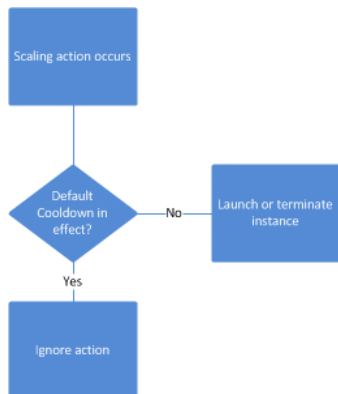 Scaling action occurs
Default
Cooldown in
effect?
No
Launch or terminate
instance
Yes
Ignore action